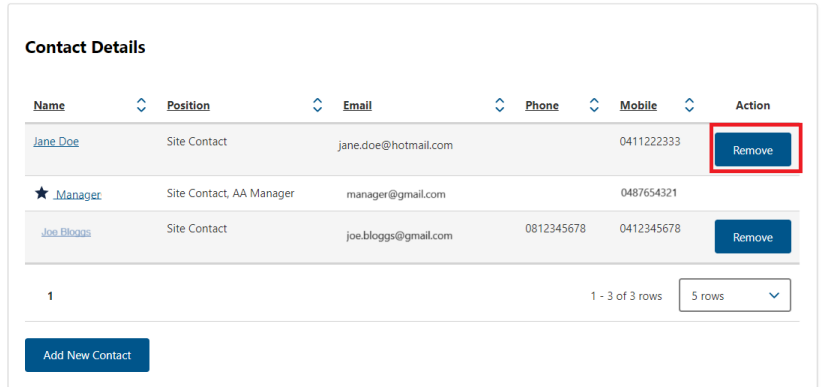 Contact Details
Name Position Email Phone Mobile Action
Jane Doe Site Contact jane.doe@hotmail.com 0411222333 Remove
Manager Site Contact, AA Manager manager@gmail.com 0487654321
Joe Bloggs Site Contact joe.bloggs@gmail.com 0812345678 0412345678 Remove
1 1 - 3 of 3 rows 5 rows
Add New Contact